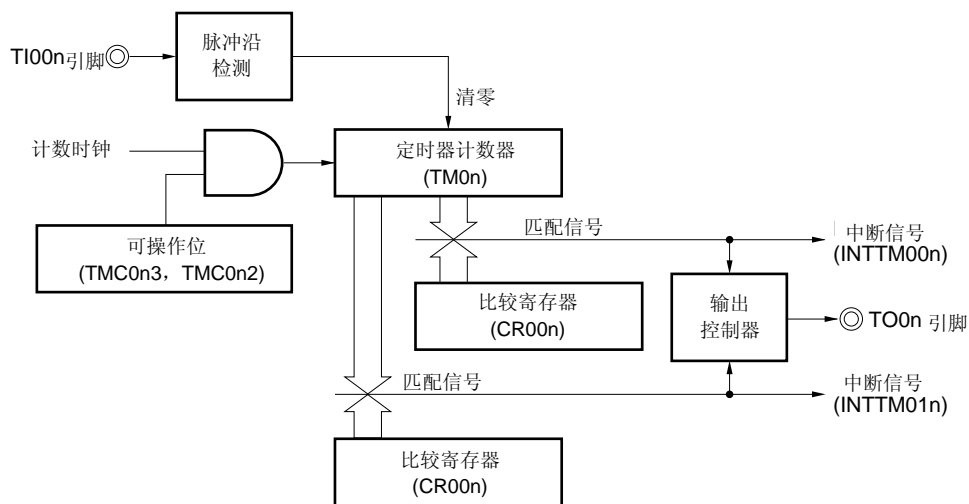 TI00n引脚
脉冲沿
检测
清零
计数时钟
定时器计数器
(TM0n)
可操作位
(TMC0n3，TMC0n2)
匹配信号
中断信号
(INTTM00n)
比较寄存器
(CR00n)
输出
控制器
TO0n 引脚
匹配信号
中断信号
(INTTM01n)
比较寄存器
(CR00n)